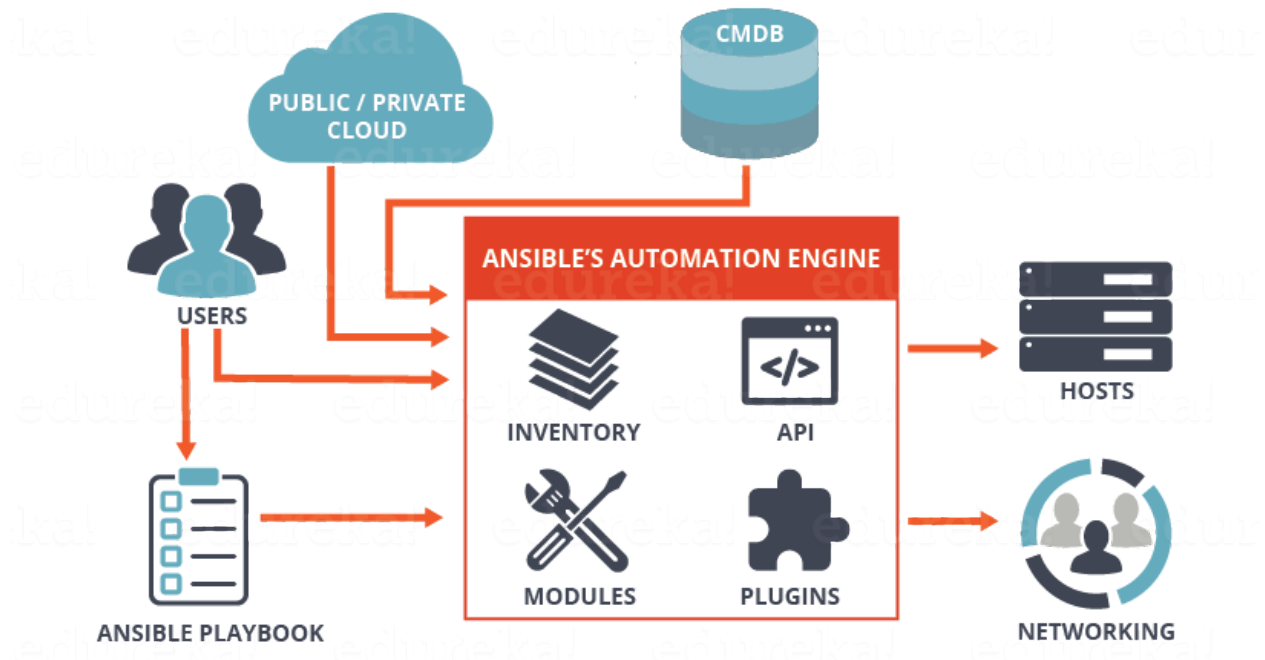 PUBLIC / PRIVATE
CLOUD
CMDB
USERS
ANSIBLE'S AUTOMATION ENGINE
INVENTORY
API
</>
MODULES
PLUGINS
HOSTS
ANSIBLE PLAYBOOK
NETWORKING
edureka!